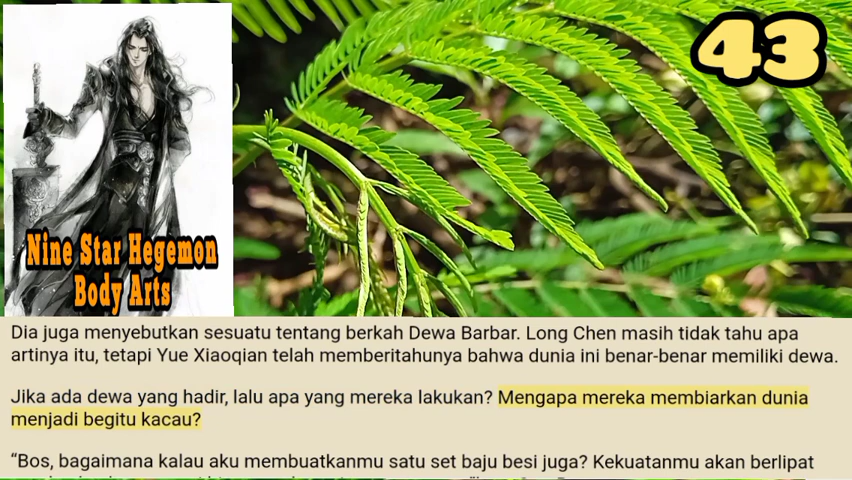 43
Nine Star Hegemon
Body Arts
Dia juga menyebutkan sesuatu tentang berkah Dewa Barbar. Long Chen masih tidak tahu apa
artinya itu, tetapi Yue Xiaoqian telah memberitahunya bahwa dunia ini benar-benar memiliki dewa.
Jika ada dewa yang hadir, lalu apa yang mereka lakukan? Mengapa mereka membiarkan dunia
menjadi begitu kacau?
“Bos, bagaimana kalau aku membuatkanmu satu set baju besi juga? Kekuatanmu akan berlipat